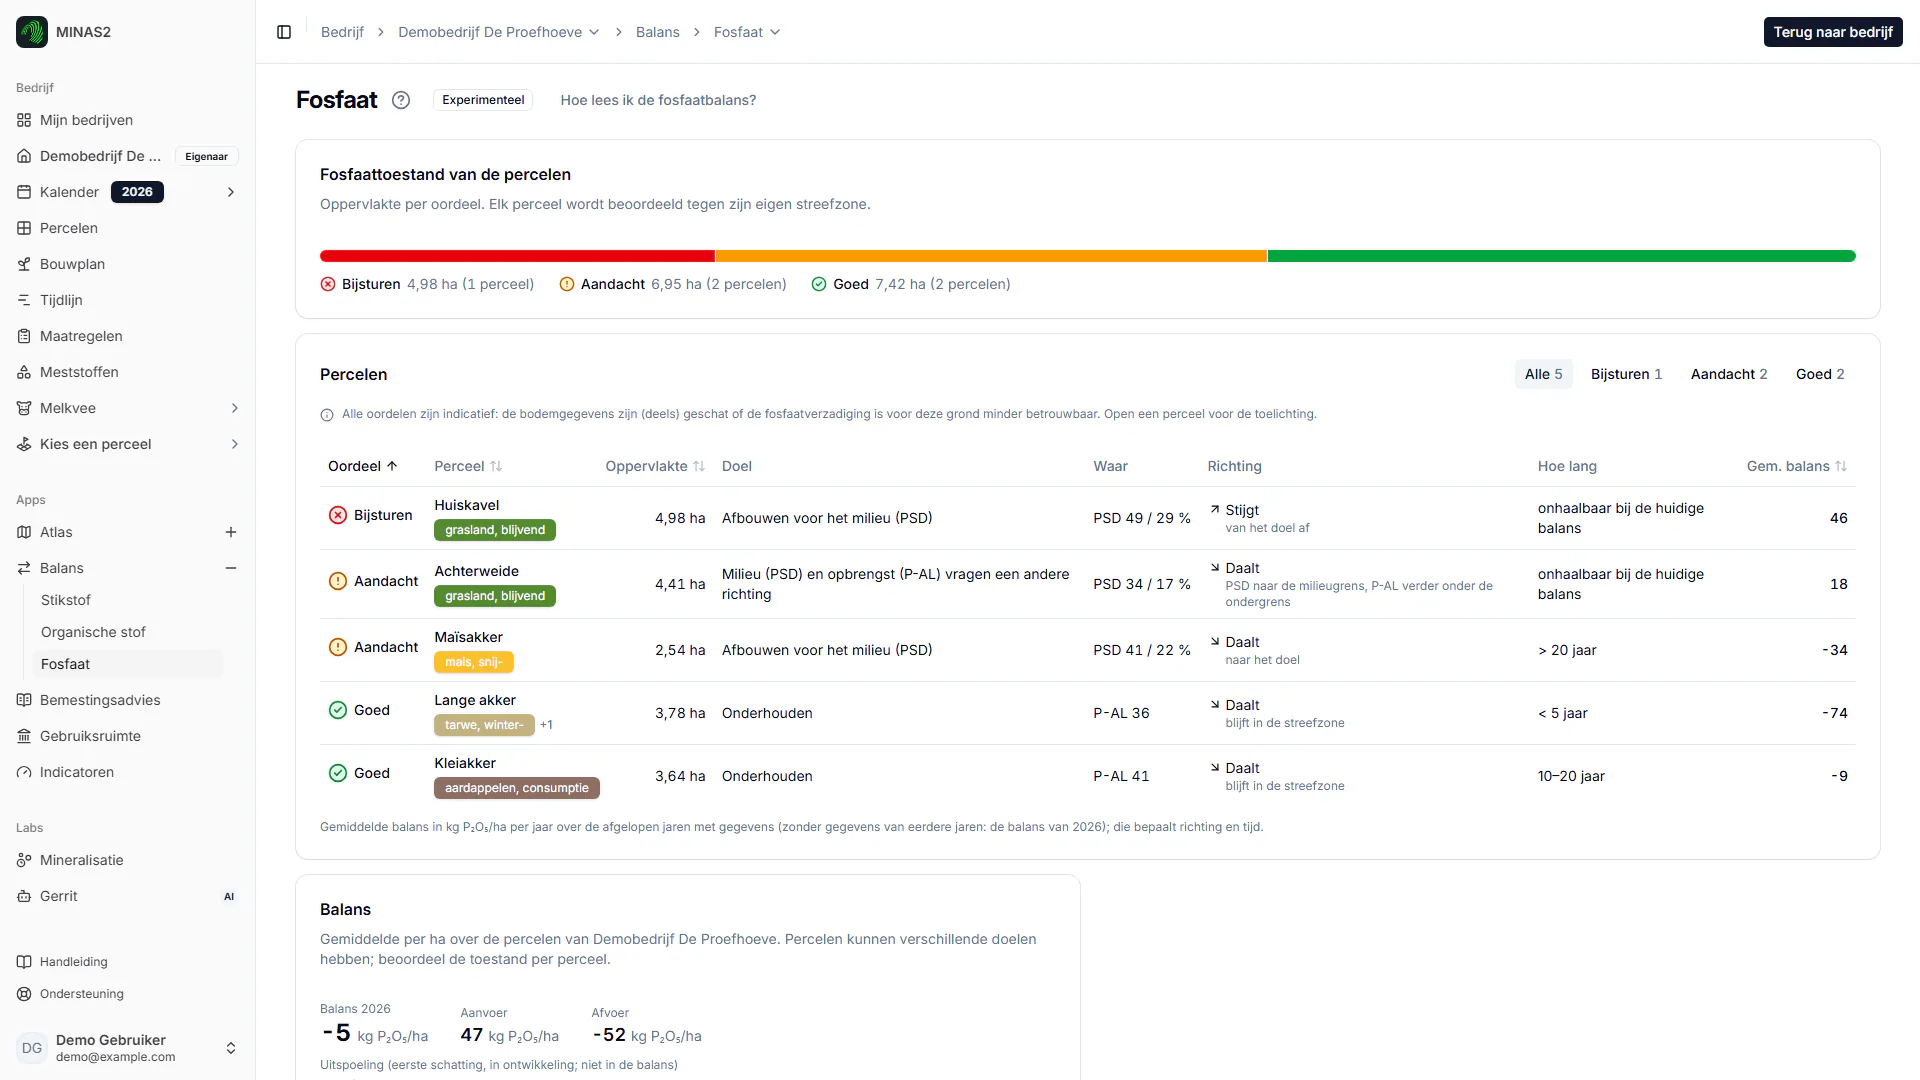 MINAS2
Bedrijf
Mijn bedrijven
Demobedrijf De ... Eigenaar
Kalender 2026
Percelen
Bouwplan
Tijdlijn
Maatregelen
Meststoffen
Melkvee
Kies een perceel
Apps
Atlas
Balans
Stikstof
Organische stof
Fosfaat
Bemestingsadvies
Gebruiksruimte
Indicatoren
Labs
Mineralisatie
Gerrit AI
Handleiding
Ondersteuning
DG Demo Gebruiker
demo@example.com
Bedrijf Demobedrijf De Proefhoeve Balans Fosfaat
Terug naar bedrijf
Fosfaat Experimenteel Hoe lees ik de fosfaatbalans?
Fosfaattoestand van de percelen
Oppervlakte per oordeel. Elk perceel wordt beoordeeld tegen zijn eigen streefzone.
Bijsturen 4,98 ha (1 perceel) Aandacht 6,95 ha (2 percelen) Goed 7,42 ha (2 percelen)
Percelen
Alle 5 Bijsturen 1 Aandacht 2 Goed 2
Alle oordelen zijn indicatief: de bodemgegevens zijn (deels) geschat of de fosfaatverzadiging is voor deze grond minder betrouwbaar. Open een perceel voor de toelichting.
Oordeel Perceel Oppervlakte Doel Waar Richting Hoe lang Gem. balans
Bijsturen Huiskavel grasland, blijvend 4,98 ha Afbouwen voor het milieu (PSD) PSD 49 / 29 % Stijgt van het doel af onhaalbaar bij de huidige balans 46
Aandacht Achterweide grasland, blijvend 4,41 ha Milieu (PSD) en opbrengst (P-AL) vragen een andere richting PSD 34 / 17 % Daalt PSD naar de milieugrens, P-AL verder onder de ondergrens onhaalbaar bij de huidige balans 18
Aandacht Maïsakker mais, snij- 2,54 ha Afbouwen voor het milieu (PSD) PSD 41 / 22 % Daalt naar het doel > 20 jaar -34
Goed Lange akker tarwe, winter- +1 3,78 ha Onderhouden P-AL 36 Daalt blijft in de streefzone < 5 jaar -74
Goed Kleiakker aardappelen, consumptie 3,64 ha Onderhouden P-AL 41 Daalt blijft in de streefzone 10–20 jaar -9
Gemiddelde balans in kg P₂O₅/ha per jaar over de afgelopen jaren met gegevens (zonder gegevens van eerdere jaren: de balans van 2026); die bepaalt richting en tijd.
Balans
Gemiddelde per ha over de percelen van Demobedrijf De Proefhoeve. Percelen kunnen verschillende doelen
hebben; beoordeel de toestand per perceel.
Balans 2026 Aanvoer Afvoer
-5 kg P₂O₅/ha 47 kg P₂O₅/ha -52 kg P₂O₅/ha
Uitspoeling (eerste schatting, in ontwikkeling; niet in de balans)